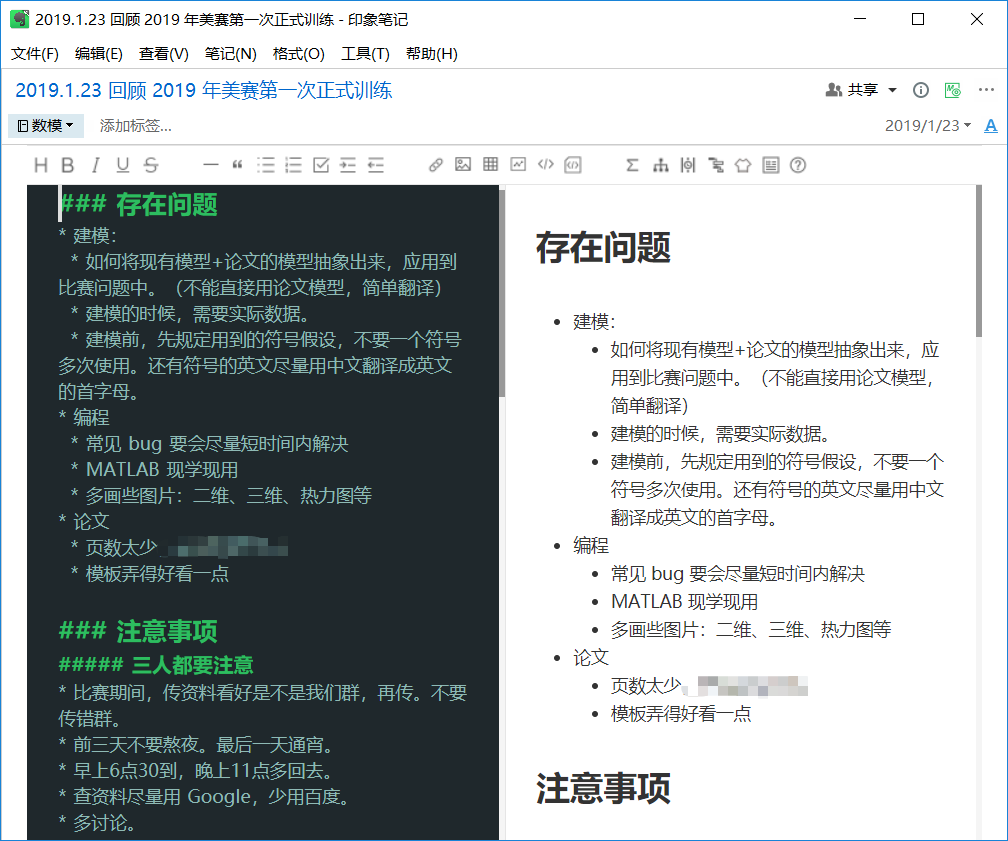 2019.1.23 回顾 2019 年美赛第一次正式训练 - 印象笔记
文件(F) 编辑(E) 查看(V) 笔记(N) 格式(O) 工具(T) 帮助(H)
2019.1.23 回顾 2019 年美赛第一次正式训练
共享
数模 添加标签...
2019/1/23
### 存在问题
* 建模：
* 如何将现有模型+论文的模型抽象出来，应用到
比赛问题中。（不能直接用论文模型，简单翻译）
* 建模的时候，需要实际数据。
* 建模前，先规定用到的符号假设，不要一个符号
多次使用。还有符号的英文尽量用中文翻译成英文
的首字母。
* 编程
* 常见 bug 要会尽量短时间内解决
* MATLAB 现学现用
* 多画些图片：二维、三维、热力图等
* 论文
* 页数太少
* 模板弄得好看一点
### 注意事项
##### 三人都要注意
* 比赛期间，传资料看好是不是我们群，再传。不要
传错群。
* 前三天不要熬夜。最后一天通宵。
* 早上6点30到，晚上11点多回去。
* 查资料尽量用 Google，少用百度。
* 多讨论。
存在问题
• 建模：
• 如何将现有模型+论文的模型抽象出来，应
用到比赛问题中。（不能直接用论文模型，
简单翻译）
• 建模的时候，需要实际数据。
• 建模前，先规定用到的符号假设，不要一个
符号多次使用。还有符号的英文尽量用中文
翻译成英文的首字母。
• 编程
• 常见 bug 要会尽量短时间内解决
• MATLAB 现学现用
• 多画些图片：二维、三维、热力图等
• 论文
• 页数太少
• 模板弄得好看一点
注意事项